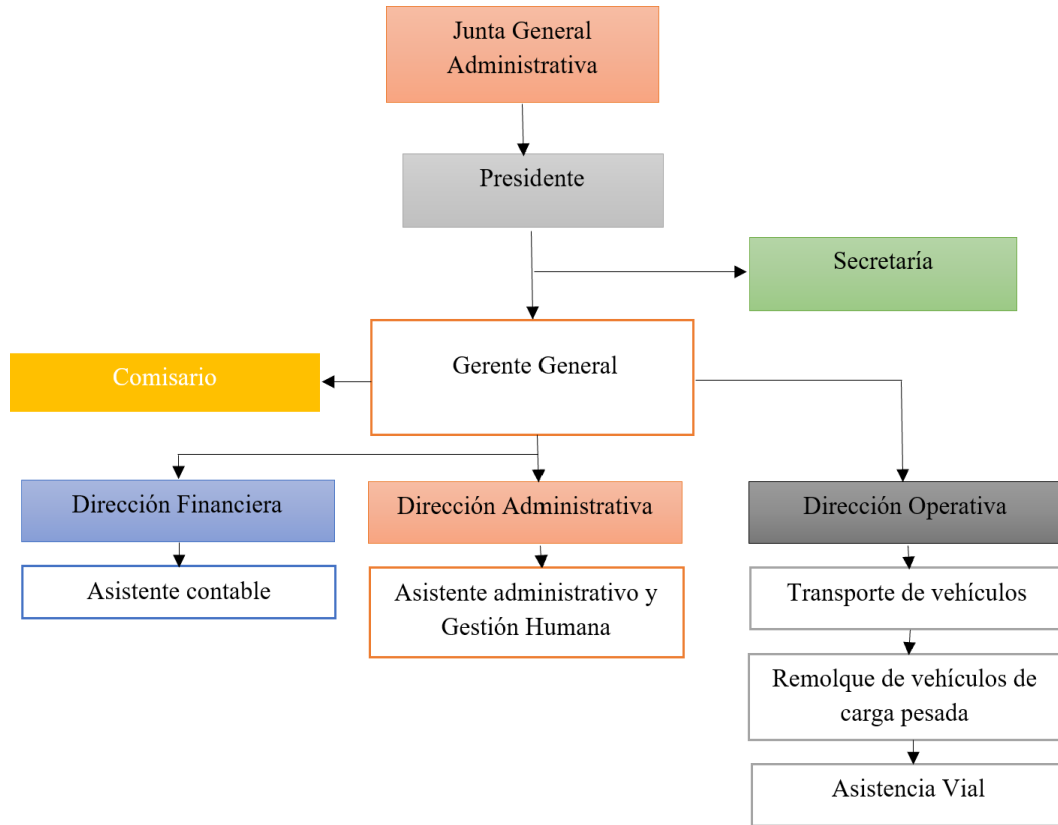 Junta General
Administrativa
Presidente
Secretaría
Gerente General
Comisario
Dirección Financiera
Dirección Administrativa
Dirección Operativa
Asistente contable
Asistente administrativo y
Gestión Humana
Transporte de vehículos
Remolque de vehículos de
carga pesada
Asistencia Vial